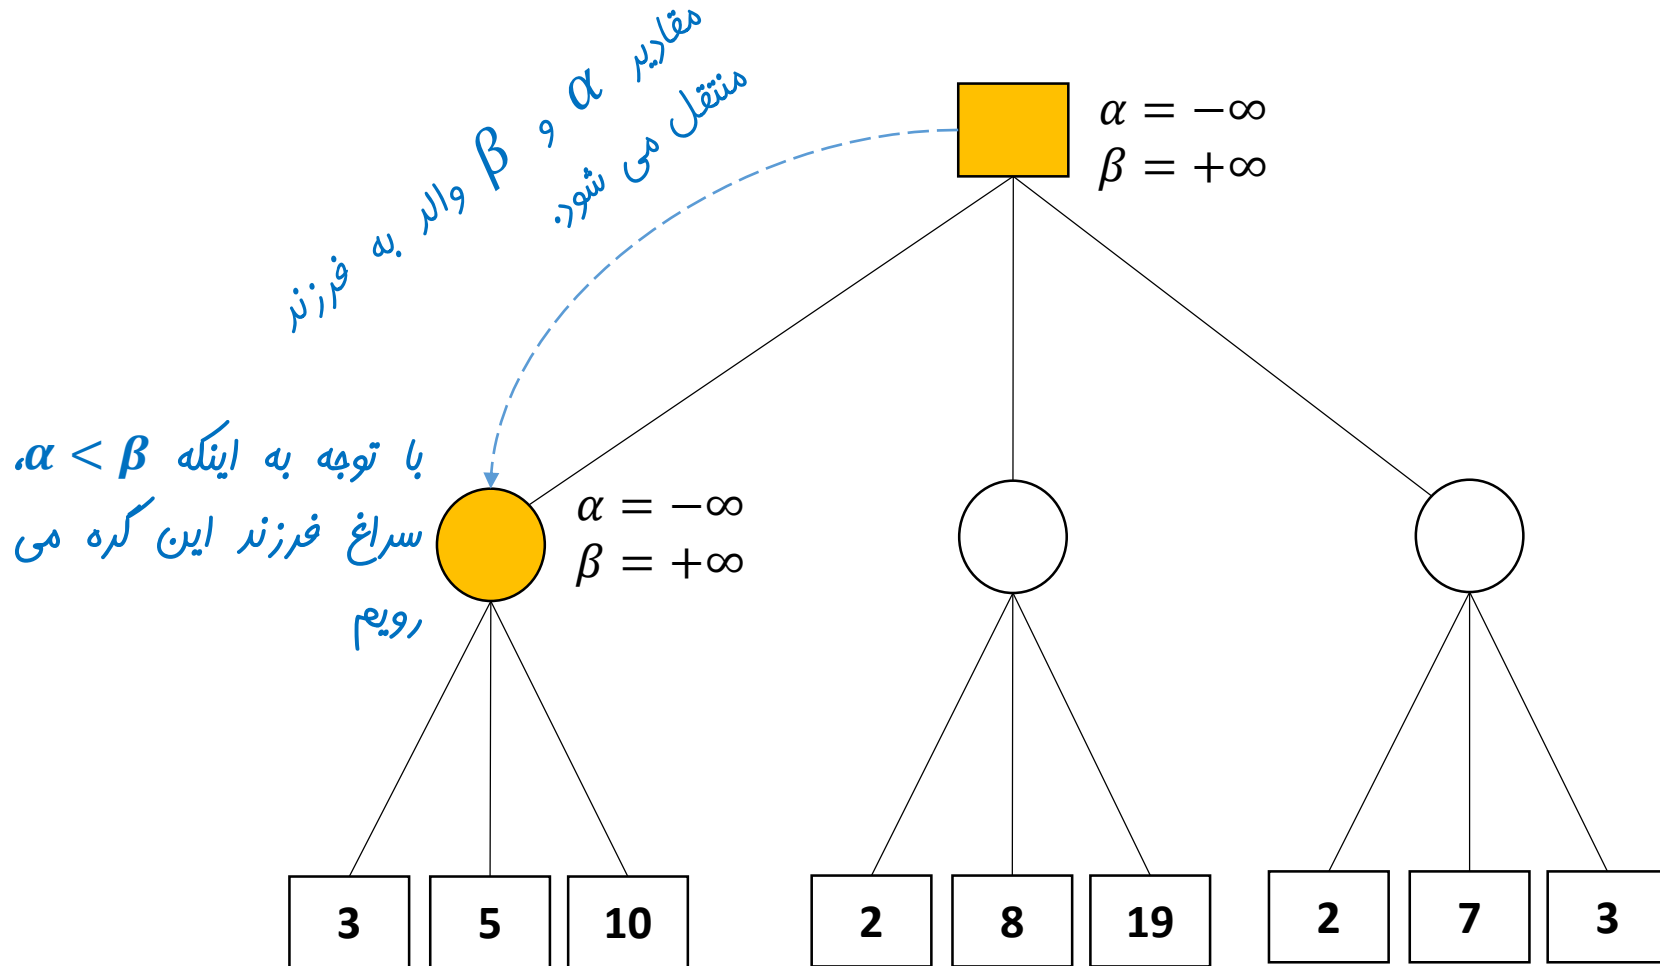 مقادیر α و β والد به فرزند
منتقل می شود.
α = −∞
β = +∞
با توجه به اینکه α < β،
سراغ فرزند این گره می
رویم
α = −∞
β = +∞
3 5 10 2 8 19 2 7 3